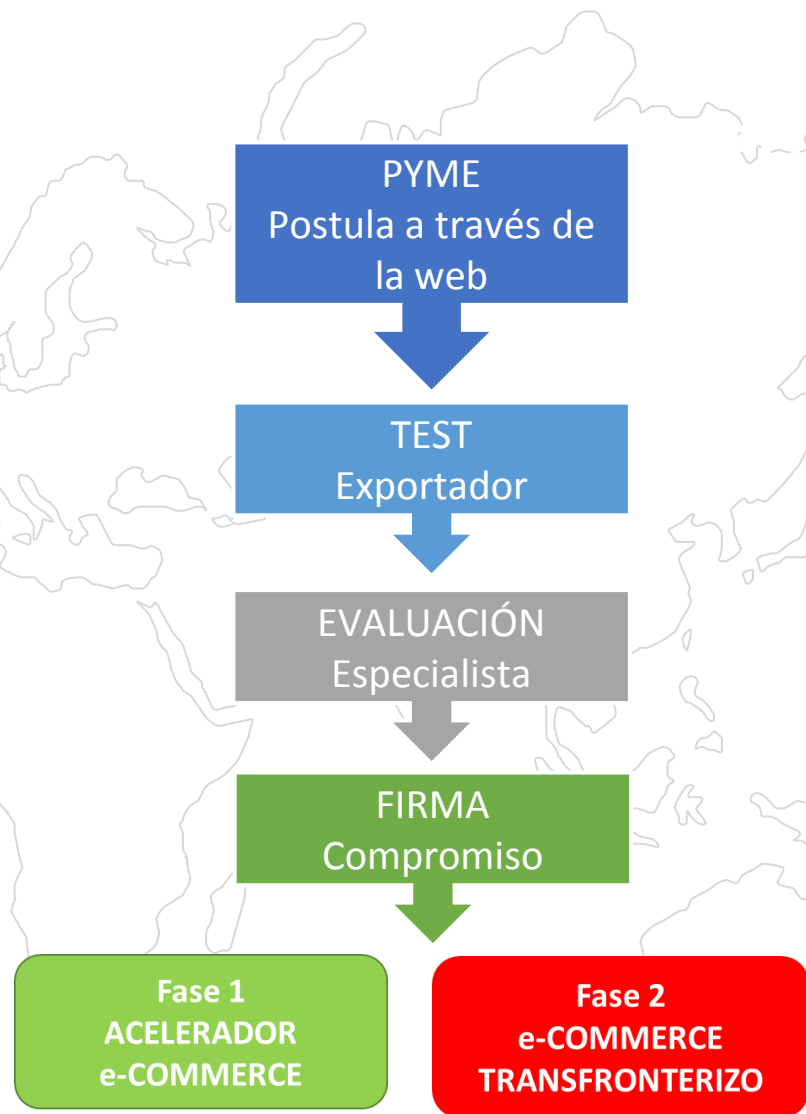 PYME
Postula a través de
la web
TEST
Exportador
EVALUACIÓN
Especialista
FIRMA
Compromiso
Fase 1
ACELERADOR
e-COMMERCE
Fase 2
e-COMMERCE
TRANSFRONTERIZO